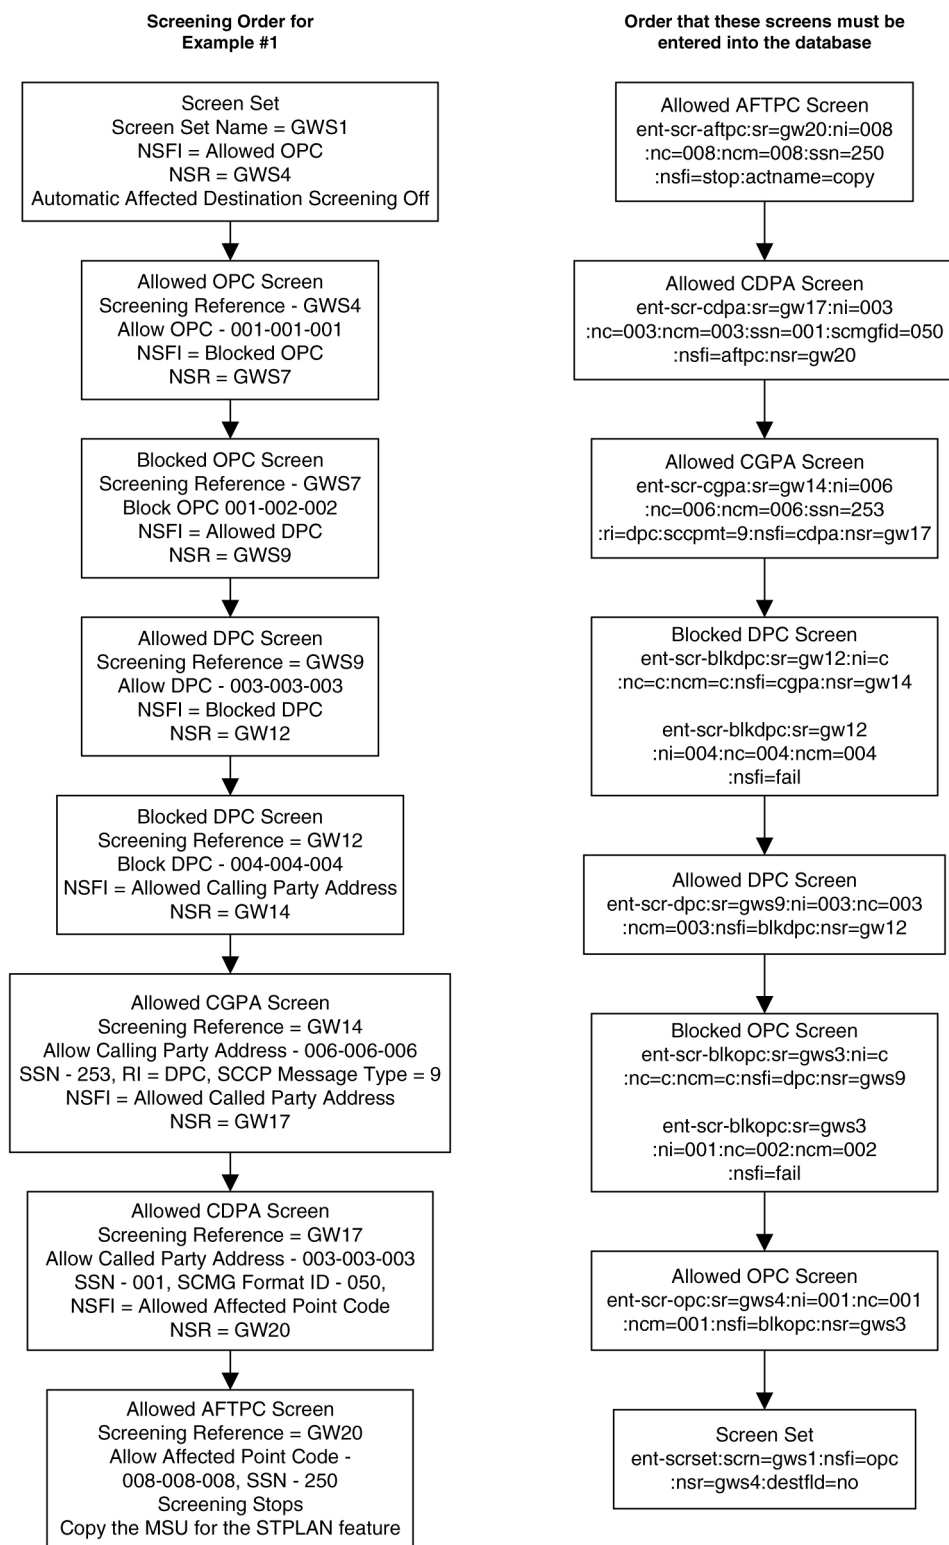 Screening Order for
Example #1
Screen Set
Screen Set Name = GWS1
NSFI = Allowed OPC
NSR = GWS4
Automatic Affected Destination Screening Off
Allowed OPC Screen
Screening Reference - GWS4
Allow OPC - 001-001-001
NSFI = Blocked OPC
NSR = GWS7
Blocked OPC Screen
Screening Reference - GWS7
Block OPC 001-002-002
NSFI = Allowed DPC
NSR = GWS9
Allowed DPC Screen
Screening Reference = GWS9
Allow DPC - 003-003-003
NSFI = Blocked DPC
NSR = GW12
Blocked DPC Screen
Screening Reference = GW12
Block DPC - 004-004-004
NSFI = Allowed Calling Party Address
NSR = GW14
Allowed CGPA Screen
Screening Reference = GW14
Allow Calling Party Address - 006-006-006
SSN - 253, RI = DPC, SCCP Message Type = 9
NSFI = Allowed Called Party Address
NSR = GW17
Allowed CDPA Screen
Screening Reference = GW17
Allow Called Party Address - 003-003-003
SSN - 001, SCMG Format ID - 050,
NSFI = Allowed Affected Point Code
NSR = GW20
Allowed AFTPC Screen
Screening Reference = GW20
Allow Affected Point Code -
008-008-008, SSN - 250
Screening Stops
Copy the MSU for the STPLAN feature
Order that these screens must be
entered into the database
Allowed AFTPC Screen
ent-scr-aftpc:sr=gw20:ni=008
:nc=008:ncm=008:ssn=250
:nsfi=stop:actname=copy
Allowed CDPA Screen
ent-scr-cdpa:sr=gw17:ni=003
:nc=003:ncm=003:ssn=001:scmgfid=050
:nsfi=aftpc:nsr=gw20
Allowed CGPA Screen
ent-scr-cgpa:sr=gw14:ni=006
:nc=006:ncm=006:ssn=253
:ri=dpc:sccpmt=9:nsfi=cdpa:nsr=gw17
Blocked DPC Screen
ent-scr-blkdpc:sr=gw12:ni=c
:nc=c:ncm=c:nsfi=cgpa:nsr=gw14
ent-scr-blkdpc:sr=gw12
:ni=004:nc=004:ncm=004
:nsfi=fail
Allowed DPC Screen
ent-scr-dpc:sr=gws9:ni=003:nc=003
:ncm=003:nsfi=blkdpc:nsr=gw12
Blocked OPC Screen
ent-scr-blkopc:sr=gws3:ni=c
:nc=c:ncm=c:nsfi=dpc:nsr=gws9
ent-scr-blkopc:sr=gws3
:ni=001:nc=002:ncm=002
:nsfi=fail
Allowed OPC Screen
ent-scr-opc:sr=gws4:ni=001:nc=001
:ncm=001:nsfi=blkopc:nsr=gws3
Screen Set
ent-scrset:scrn=gws1:nsfi=opc
:nsr=gws4:destfld=no